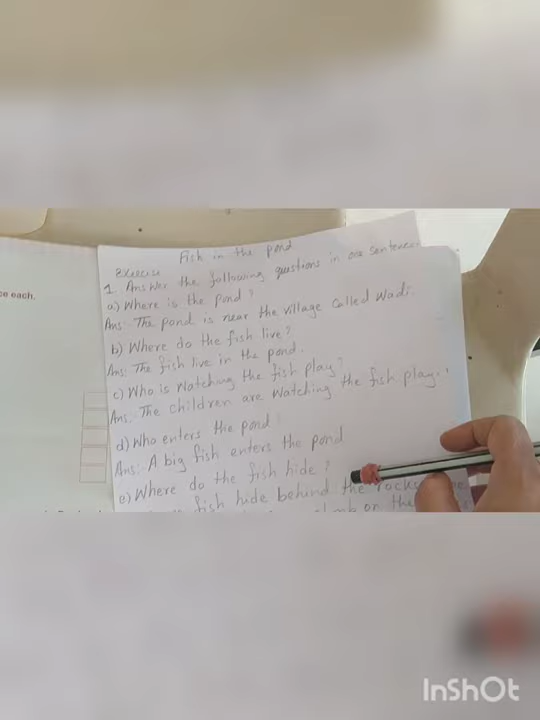 Fish in the pond
Exercise
1. Answer the following questions in one sentence
a) Where is the pond?
Ans:- The pond is near the village called Wadi.
b) Where do the fish live?
Ans:- The fish live in the pond.
c) Who is watching the fish play?
Ans:- The children are watching the fish play.
d) Who enters the pond
Ans:- A big fish enters the pond
e) Where do the fish hide?
fish hide behind the rocks
on the
ce each.
InShOt